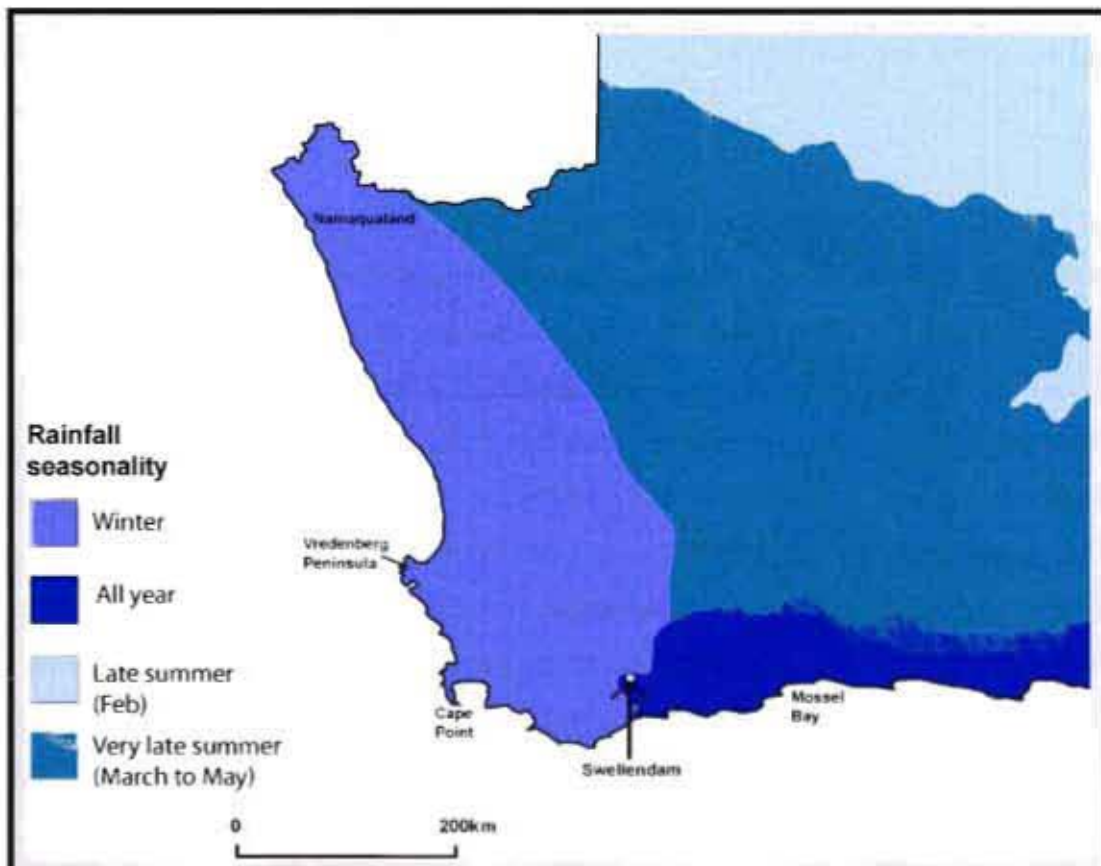 Namaqualand
Rainfall
seasonality
Winter
Vredenberg
Peninsula
All year
Late summer
(Feb)
Cape
Point
Mossel
Bay
Very late summer
(March to May)
Swellendam
0
200km